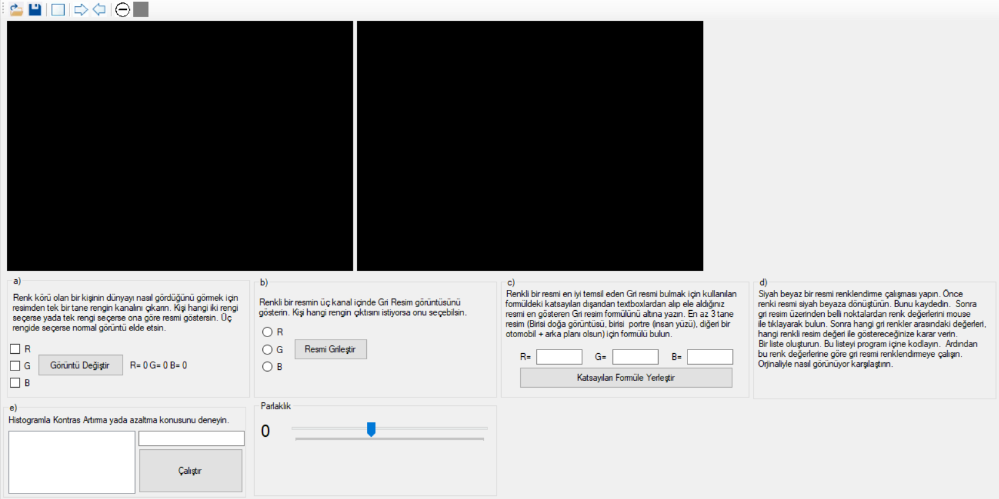 a)
Renk körü olan bir kişinin dünyayı nasıl gördüğünü görmek için
resimden tek bir tane rengin kanalını çıkarın. Kişi hangi iki rengi
seçerse yada tek rengi seçerse ona göre resmi göstersin. Üç
rengide seçerse normal görüntü elde etsin.
R
G
B
Görüntü Değiştir
R= 0 G= 0 B= 0
b)
Renkli bir resmin üç kanal içinde Gri Resim görüntüsünü
gösterin. Kişi hangi rengin çıktısını istiyorsa onu seçebilsin.
R
G
B
Resmi Grileştir
c)
Renkli bir resmi en iyi temsil eden Gri resmi bulmak için kullanılan
formüldeki katsayıları dışarıdan textboxlardan alıp ele aldığınız
resmi en gösteren Gri resim formülünü altına yazın. En az 3 tane
resim (Birisi doğa görüntüsü, birisi portre (insan yüzü), diğeri bir
otomobil + arka planı olsun) için formülü bulun.
R=
G=
B=
Katsayıları Formüle Yerleştir
d)
Siyah beyaz bir resmi renklendirme çalışması yapın. Önce
renki resmi siyah beyaza dönüştürün. Bunu kaydedin. Sonra
gri resim üzerinden belli noktalardan renk değerlerini mouse
ile tıklayarak bulun. Sonra hangi gri renkler arasındaki değerleri,
hangi renkli resim değeri ile göstereceğinize karar verin.
Bir liste oluşturun. Bu listeyi program içine kodlayın. Ardından
bu renk değerlerine göre gri resmi renklendirmeye çalışın.
Orjinaliyle nasıl görünüyor karşılaştırın.
e)
Histogramla Kontras Artırma yada azaltma konusunu deneyin.
Çalıştır
Parlaklık
0